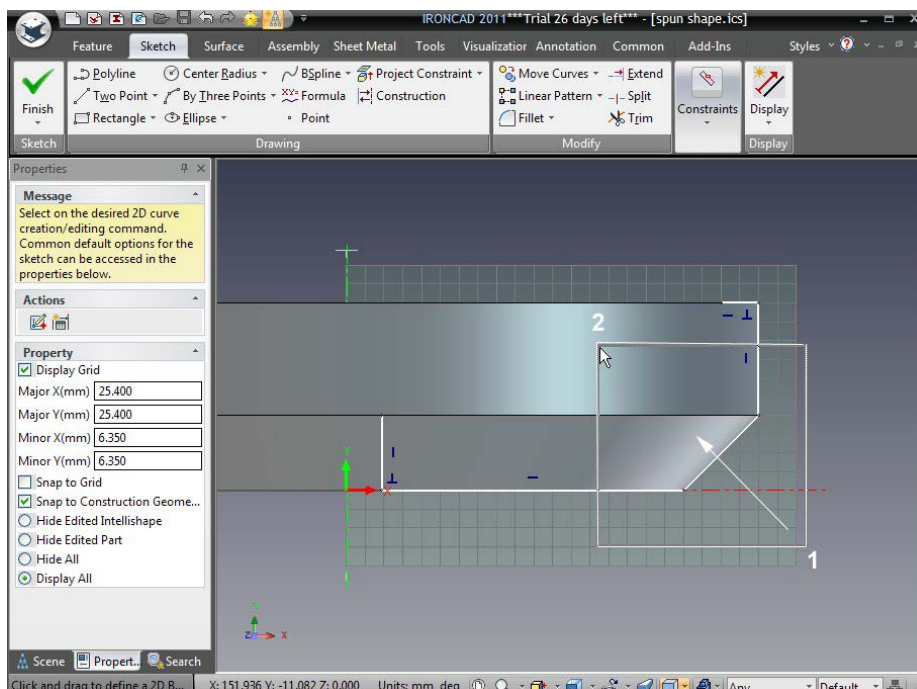 IRONCAD 2011***Trial 26 days left*** - [spun shape.ics]
Feature Sketch Surface Assembly Sheet Metal Tools Visualizatior Annotation Common Add-Ins Styles
Polyline Center Radius BSpline Project Constraint Move Curves Extend
Finish Two Point By Three Points Formula Construction Linear Pattern Split Constraints Display
Rectangle Ellipse Point Fillet Trim
Sketch Drawing Modify Display
Properties
Message
Select on the desired 2D curve
creation/editing command.
Common default options for the
sketch can be accessed in the
properties below.
Actions
Property
Display Grid
Major X(mm) 25.400
Major Y(mm) 25.400
Minor X(mm) 6.350
Minor Y(mm) 6.350
Snap to Grid
Snap to Construction Geome...
Hide Edited Intellishape
Hide Edited Part
Hide All
Display All
2
X
1
Z X
Scene Propert... Search
Click and drag to define a 2D B... X: 151.936 Y: -11.082 Z: 0.000 Units: mm, deg Any Default